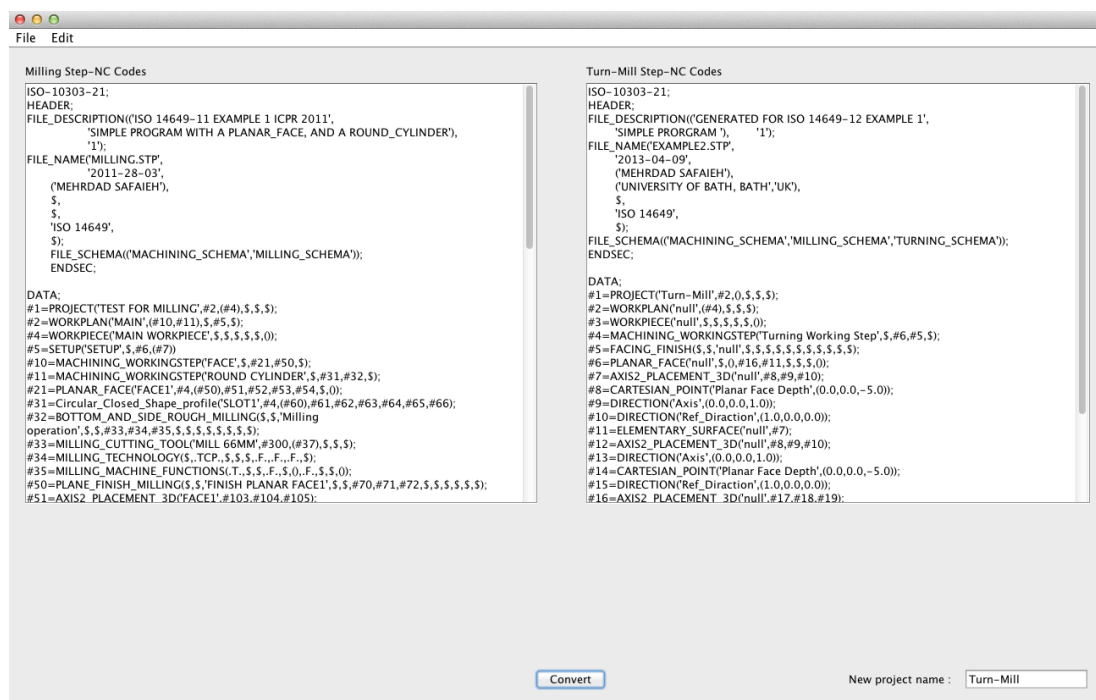 File Edit
Milling Step-NC Codes
ISO-10303-21;
HEADER;
FILE_DESCRIPTION(('ISO 14649-11 EXAMPLE 1 ICPR 2011',
'SIMPLE PROGRAM WITH A PLANAR_FACE, AND A ROUND_CYLINDER'),
'1');
FILE_NAME('MILLING.STP',
'2011-28-03',
('MEHRDAD SAFAIEH'),
$,
$,
'ISO 14649',
$);
FILE_SCHEMA(('MACHINING_SCHEMA','MILLING_SCHEMA'));
ENDSEC;
DATA;
#1=PROJECT('TEST FOR MILLING',#2,(#4),$,$,$);
#2=WORKPLAN('MAIN',(#10,#11),$,#5,$);
#4=WORKPIECE('MAIN WORKPIECE',$,$,$,$,$,());
#5=SETUP('SETUP',$,#6,(#7))
#10=MACHINING_WORKINGSTEP('FACE',$,#21,#50,$);
#11=MACHINING_WORKINGSTEP('ROUND CYLINDER',$,#31,#32,$);
#21=PLANAR_FACE('FACE1',#4,(#50),#51,#52,#53,#54,$,());
#31=Circular_Closed_Shape_profile('SLOT1',#4,(#60),#61,#62,#63,#64,#65,#66);
#32=BOTTOM_AND_SIDE_ROUGH_MILLING($,$,'Milling
operation',$,$,#33,#34,#35,$,$,$,$,$,$,$,$);
#33=MILLING_CUTTING_TOOL('MILL 66MM',#300,(#37),$,$,$);
#34=MILLING_TECHNOLOGY($,.TCP.,$,$,$,.F.,.F.,.F.,$);
#35=MILLING_MACHINE_FUNCTIONS(.T.,$,$,.F.,$,(),.F.,$,$,());
#50=PLANE_FINISH_MILLING($,$,'FINISH PLANAR FACE1',$,$,#70,#71,#72,$,$,$,$,$,$);
#51=AXIS2_PLACEMENT_3D('FACE1',#103,#104,#105);
Turn-Mill Step-NC Codes
ISO-10303-21;
HEADER;
FILE_DESCRIPTION(('GENERATED FOR ISO 14649-12 EXAMPLE 1',
'SIMPLE PRORGRAM '), '1');
FILE_NAME('EXAMPLE2.STP',
'2013-04-09',
('MEHRDAD SAFAIEH'),
('UNIVERSITY OF BATH, BATH','UK'),
$,
'ISO 14649',
$);
FILE_SCHEMA(('MACHINING_SCHEMA','MILLING_SCHEMA','TURNING_SCHEMA'));
ENDSEC;
DATA;
#1=PROJECT('Turn-Mill',#2,(),$,$,$);
#2=WORKPLAN('null',(#4),$,$,$);
#3=WORKPIECE('null',$,$,$,$,$,());
#4=MACHINING_WORKINGSTEP('Turning Working Step',$,#6,#5,$);
#5=FACING_FINISH($,$,'null',$,$,$,$,$,$,$,$,$,$,$);
#6=PLANAR_FACE('null',$,(),#16,#11,$,$,$,());
#7=AXIS2_PLACEMENT_3D('null',#8,#9,#10);
#8=CARTESIAN_POINT('Planar Face Depth',(0.0,0.0,-5.0));
#9=DIRECTION('Axis',(0.0,0.0,1.0));
#10=DIRECTION('Ref_Diraction',(1.0,0.0,0.0));
#11=ELEMENTARY_SURFACE('null',#7);
#12=AXIS2_PLACEMENT_3D('null',#8,#9,#10);
#13=DIRECTION('Axis',(0.0,0.0,1.0));
#14=CARTESIAN_POINT('Planar Face Depth',(0.0,0.0,-5.0));
#15=DIRECTION('Ref_Diraction',(1.0,0.0,0.0));
#16=AXIS2_PLACEMENT_3D('null',#17,#18,#19);
Convert
New project name : Turn-Mill